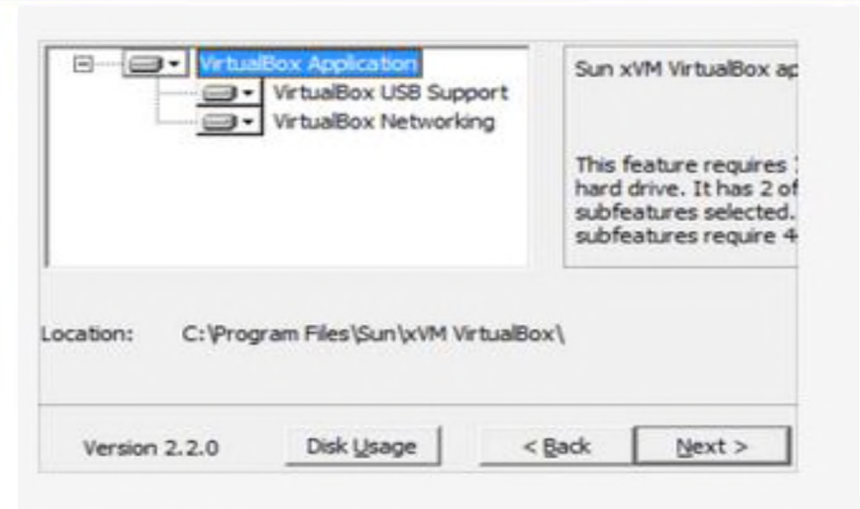 VirtualBox Application
VirtualBox USB Support
VirtualBox Networking
Sun xVM VirtualBox ap
This feature requires
hard drive. It has 2 of
subfeatures selected.
subfeatures require 4
Location: C:\Program Files\Sun\xVM VirtualBox\
Version 2.2.0 Disk Usage < Back Next >